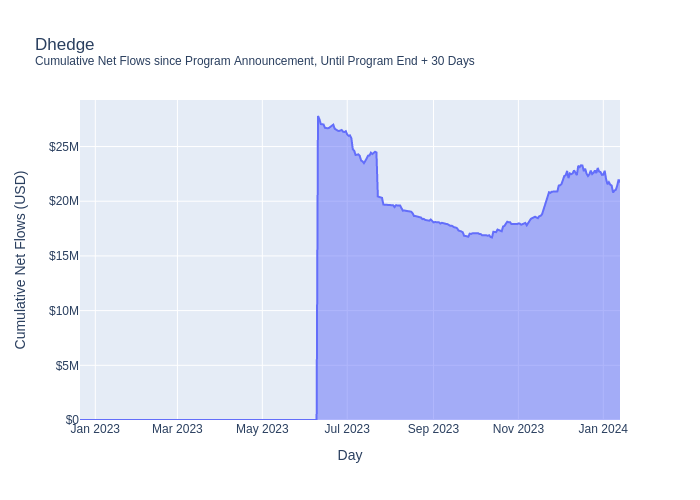 Dhedge
Cumulative Net Flows since Program Announcement, Until Program End + 30 Days
Cumulative Net Flows (USD)
$25M
$20M
$15M
$10M
$5M
$0
Jan 2023 Mar 2023 May 2023 Jul 2023 Sep 2023 Nov 2023 Jan 2024
Day